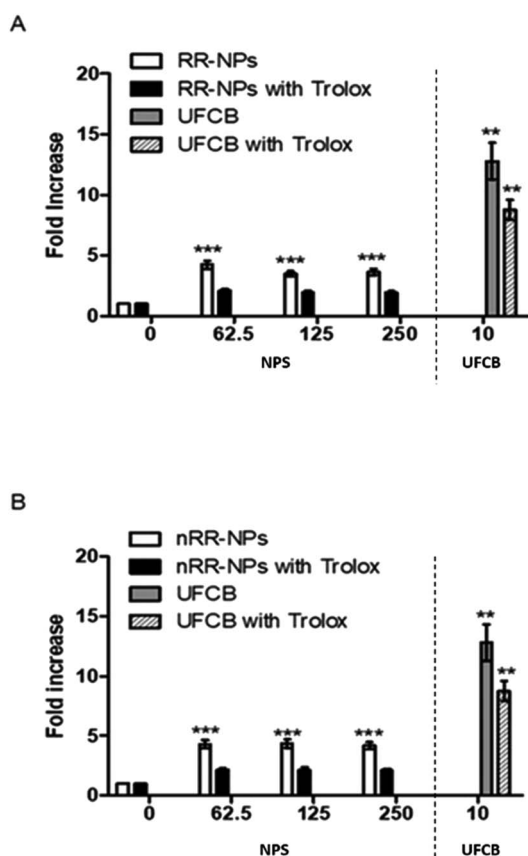 A
RR-NPs
RR-NPs with Trolox
UFCB
UFCB with Trolox
Fold Increase
20
15
10
5
0
** **
*** *** ***
0 62.5 125 250 10
NPS UFCB
B
nRR-NPs
nRR-NPs with Trolox
UFCB
UFCB with Trolox
Fold increase
20
15
10
5
0
** **
*** *** ***
0 62.5 125 250 10
NPS UFCB